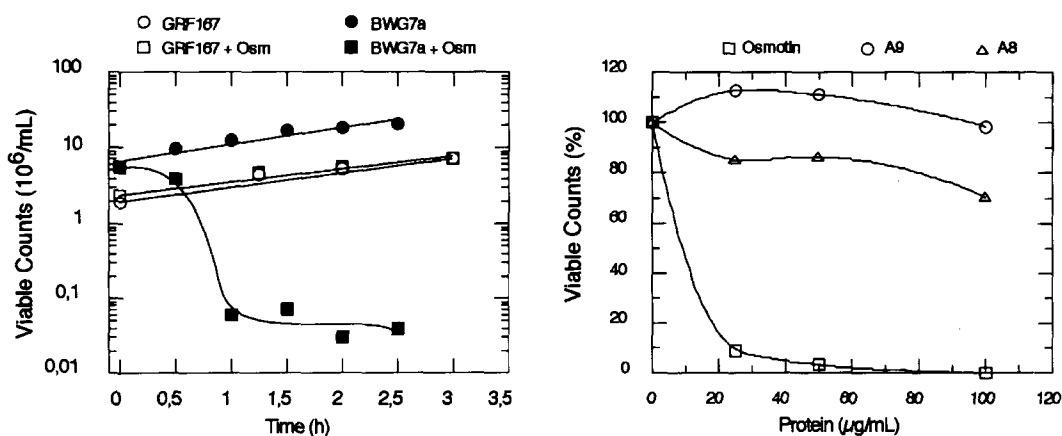 GRF167
BWG7a
GRF167 + Osm
BWG7a + Osm
Viable Counts (10⁶/mL)
100
10
1
0,1
0,01
0 0,5 1 1,5 2 2,5 3 3,5
Time (h)
Osmotin A9 A8
Viable Counts (%)
120
100
80
60
40
20
0
0 20 40 60 80 100 120
Protein (µg/mL)